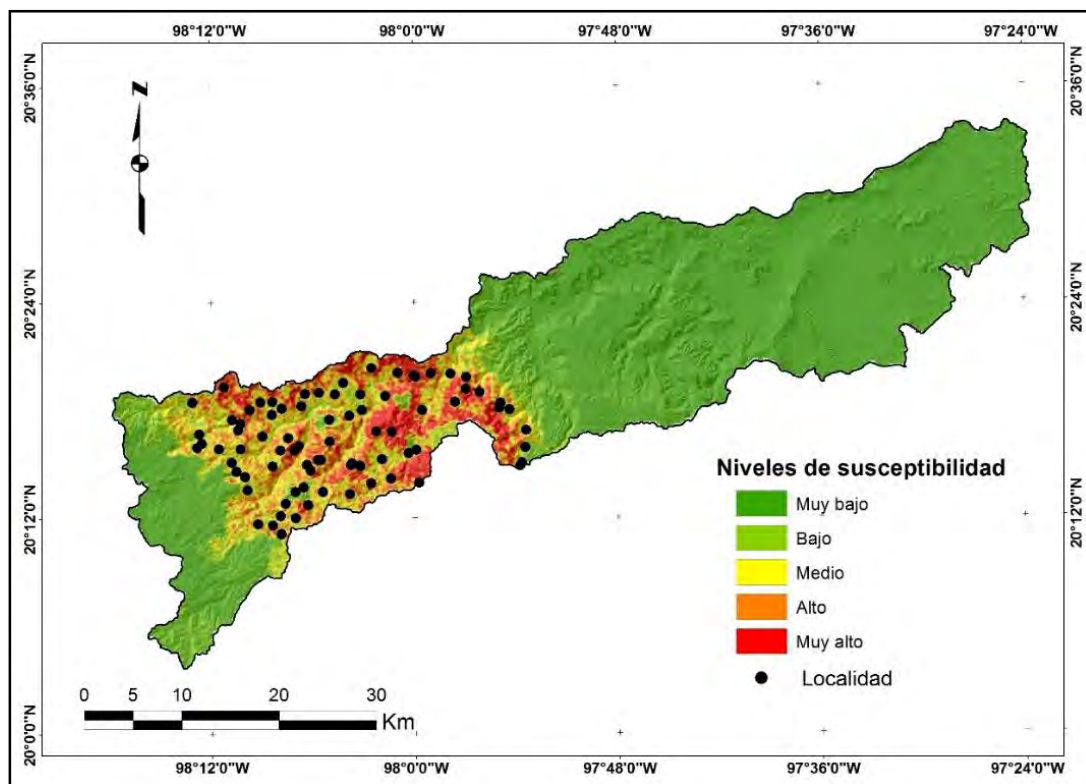 98°12'0"W 98°0'0"W 97°48'0"W 97°36'0"W 97°24'0"W
20°36'0"N 20°36'0"N
N
20°24'0"N 20°24'0"N
20°12'0"N 20°12'0"N
20°0'0"N 20°0'0"N
Niveles de susceptibilidad
Muy bajo
Bajo
Medio
Alto
Muy alto
Localidad
0 5 10 20 30
Km
98°12'0"W 98°0'0"W 97°48'0"W 97°36'0"W 97°24'0"W